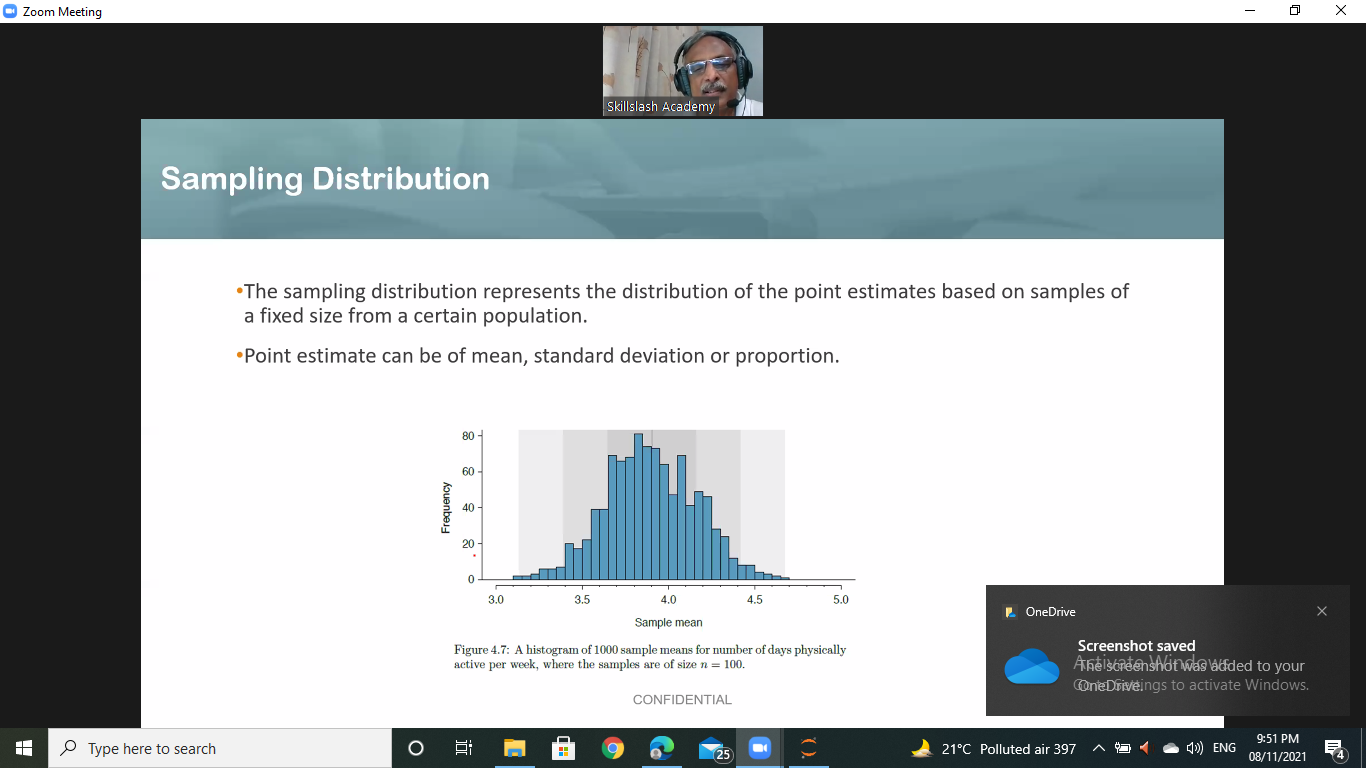 Zoom Meeting
Skillslash Academy
Sampling Distribution
•The sampling distribution represents the distribution of the point estimates based on samples of
a fixed size from a certain population.
•Point estimate can be of mean, standard deviation or proportion.
80
60
40
20
0
Frequency
3.0 3.5 4.0 4.5 5.0
Sample mean
Figure 4.7: A histogram of 1000 sample means for number of days physically
active per week, where the samples are of size n = 100.
CONFIDENTIAL
OneDrive
Screenshot saved
The screenshot was added to your
OneDrive.
Activate Windows
Go to Settings to activate Windows.
Type here to search
25
21°C Polluted air 397
ENG
9:51 PM
08/11/2021
4